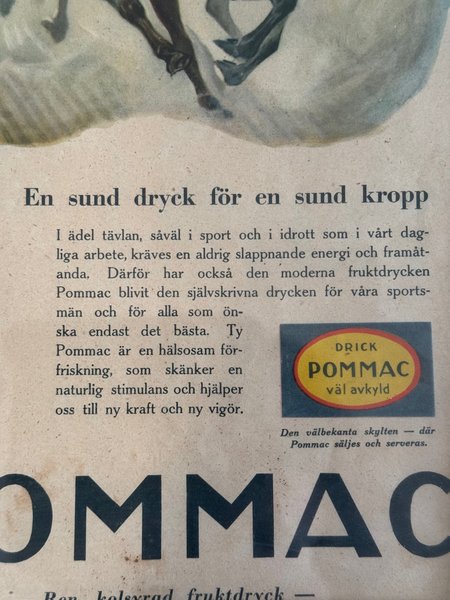 En sund dryck för en sund kropp
I ädel tävlan, såväl i sport och i idrott som i vårt dag-
liga arbete, kräves en aldrig slappnande energi och framåt-
anda. Därför har också den moderna fruktdrycken
Pommac blivit den självskrivna drycken för våra sports-
män och för alla som ön-
ska endast det bästa. Ty
Pommac är en hälsosam för-
friskning, som skänker en
naturlig stimulans och hjälper
oss till ny kraft och ny vigör.
DRICK
POMMAC
väl avkyld
Den välbekanta skylten — där
Pommac säljes och serveras.
OMMAC
Ren, kolsyrad fruktdryck —